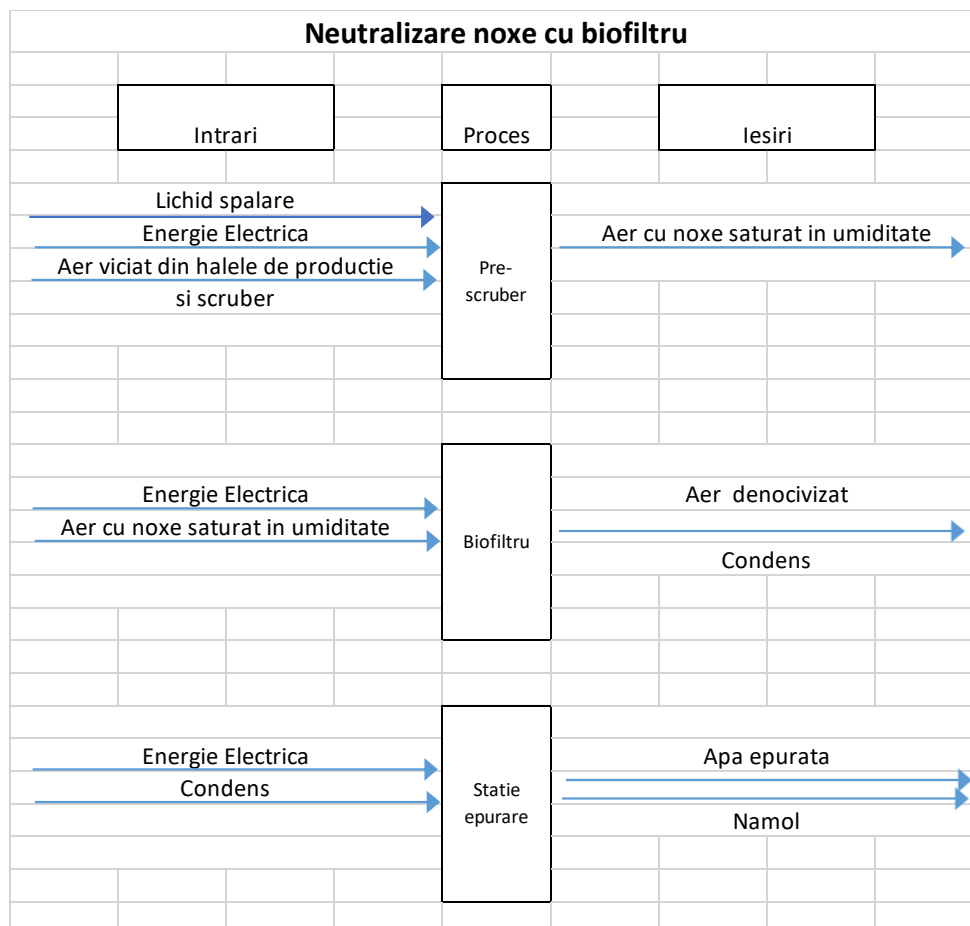 Neutralizare noxe cu biofiltru
Intrari
Proces
Iesiri
Lichid spalare
Energie Electrica
Aer viciat din halele de productie
si scruber
Pre-
scruber
Aer cu noxe saturat in umiditate
Energie Electrica
Aer cu noxe saturat in umiditate
Biofiltru
Aer  denocivizat
Condens
Energie Electrica
Condens
Statie
epurare
Apa epurata
Namol